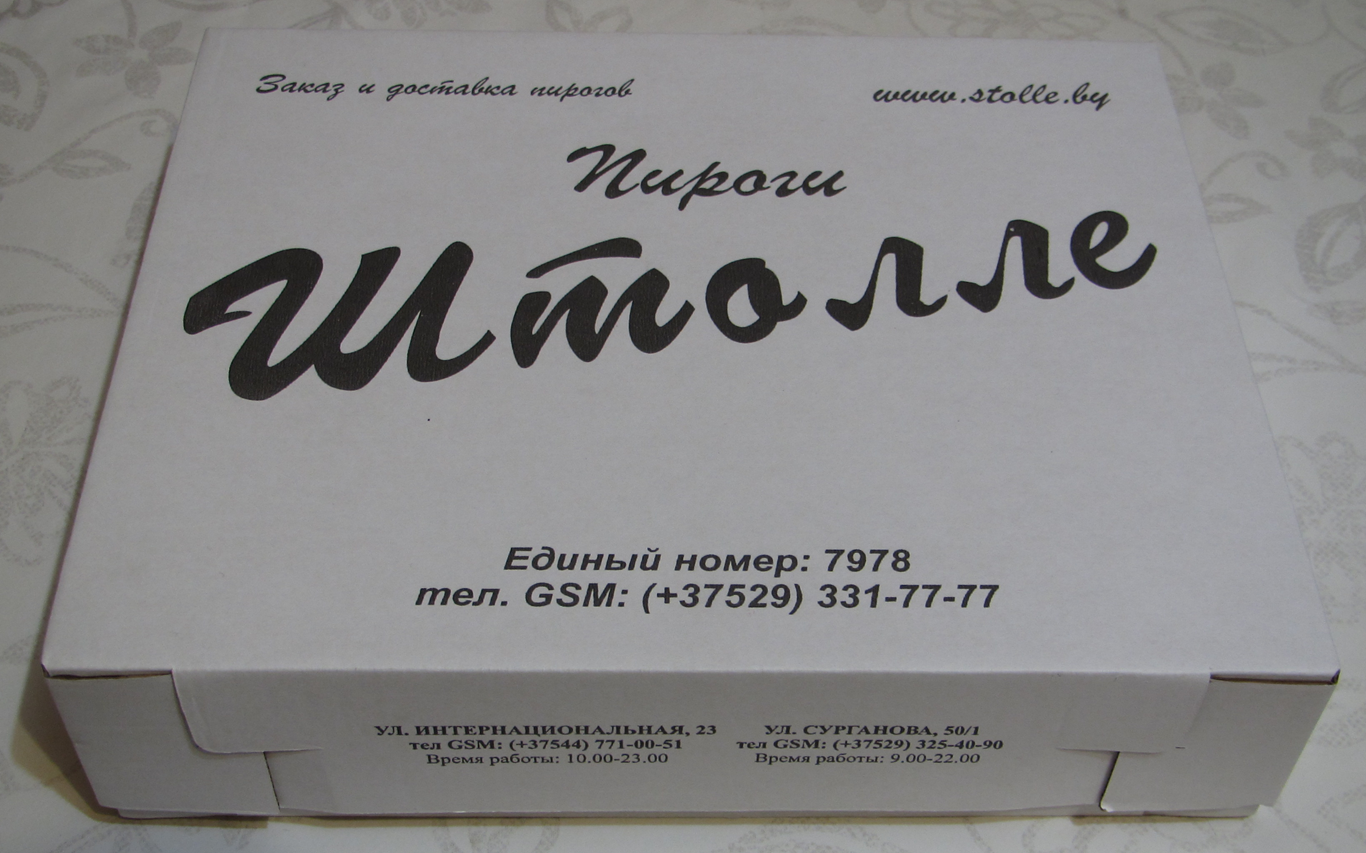 Заказ и доставка пирогов
www.stolle.by
Пироги
Штолле
Единый номер: 7978
тел. GSM: (+37529) 331-77-77
УЛ. ИНТЕРНАЦИОНАЛЬНАЯ, 23
тел GSM: (+37544) 771-00-51
Время работы: 10.00-23.00
УЛ. СУРГАНОВА, 50/1
тел GSM: (+37529) 325-40-90
Время работы: 9.00-22.00